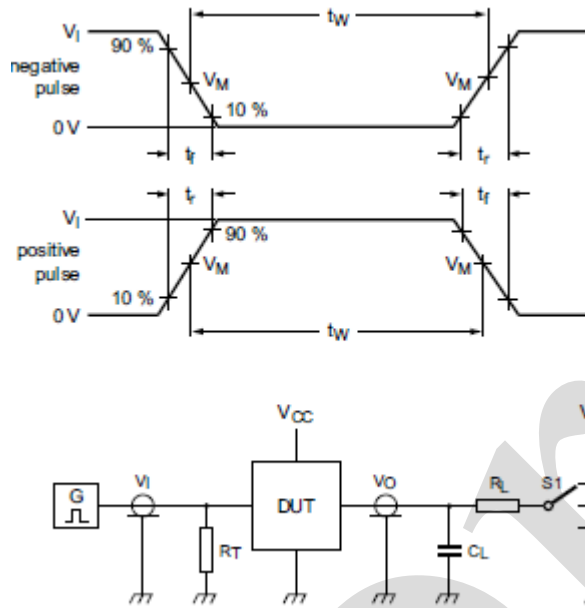 VI
tW
90 %
negative
pulse
VM
VM
10 %
0 V
tf
tr
tr
tf
VI
90 %
positive
pulse
VM
VM
10 %
0 V
tW
VCC
VI
VO
RL
S1
G
DUT
RT
CL